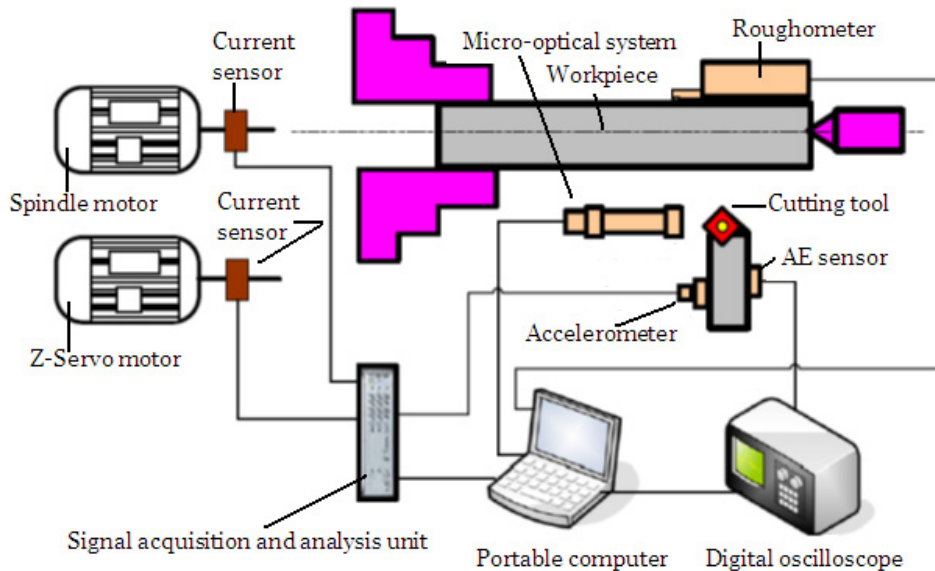 Current
sensor
Micro-optical system
Roughometer
Workpiece
Spindle motor
Current
sensor
Cutting tool
AE sensor
Z-Servo motor
Accelerometer
Signal acquisition and analysis unit
Portable computer
Digital oscilloscope